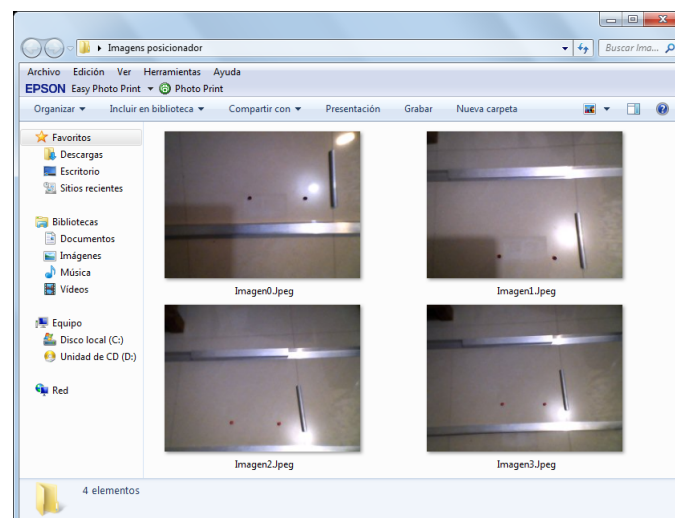 Imagens posicionador
Buscar Ima...
Archivo Edición Ver Herramientas Ayuda
EPSON Easy Photo Print Photo Print
Organizar Incluir en biblioteca Compartir con Presentación Grabar Nueva carpeta
Favoritos
Descargas
Escritorio
Sitios recientes
Bibliotecas
Documentos
Imágenes
Música
Vídeos
Equipo
Disco local (C:)
Unidad de CD (D:)
Red
Imagen0.Jpeg
Imagen1.Jpeg
Imagen2.Jpeg
Imagen3.Jpeg
4 elementos